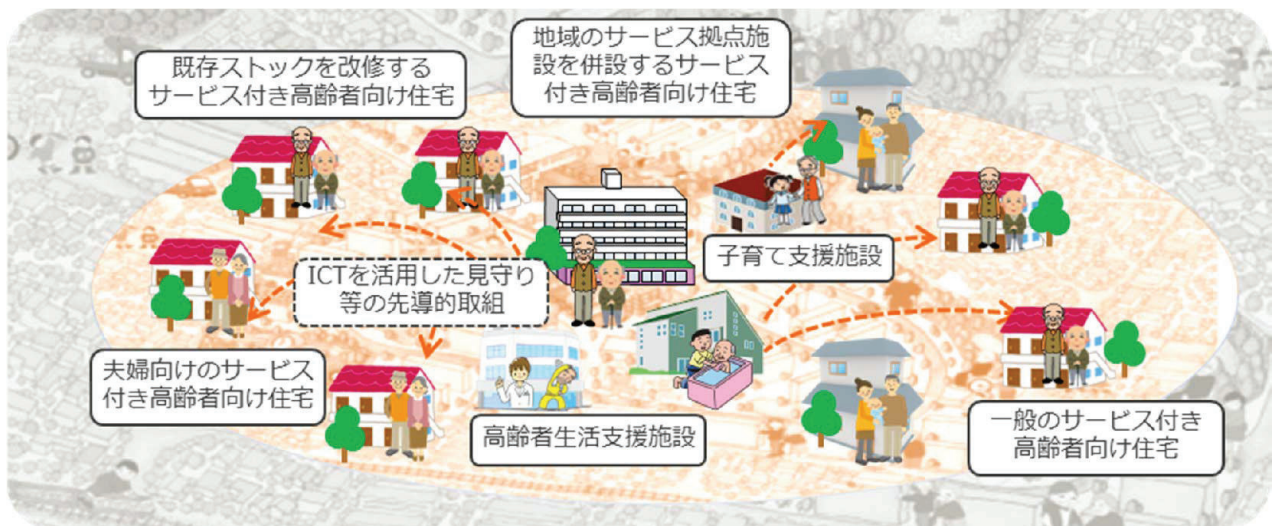 既存ストックを改修する
サービス付き高齢者向け住宅
地域のサービス拠点施
設を併設するサービス
付き高齢者向け住宅
子育て支援施設
ICTを活用した見守り
等の先導的取組
夫婦向けのサービス
付き高齢者向け住宅
高齢者生活支援施設
一般のサービス付き
高齢者向け住宅